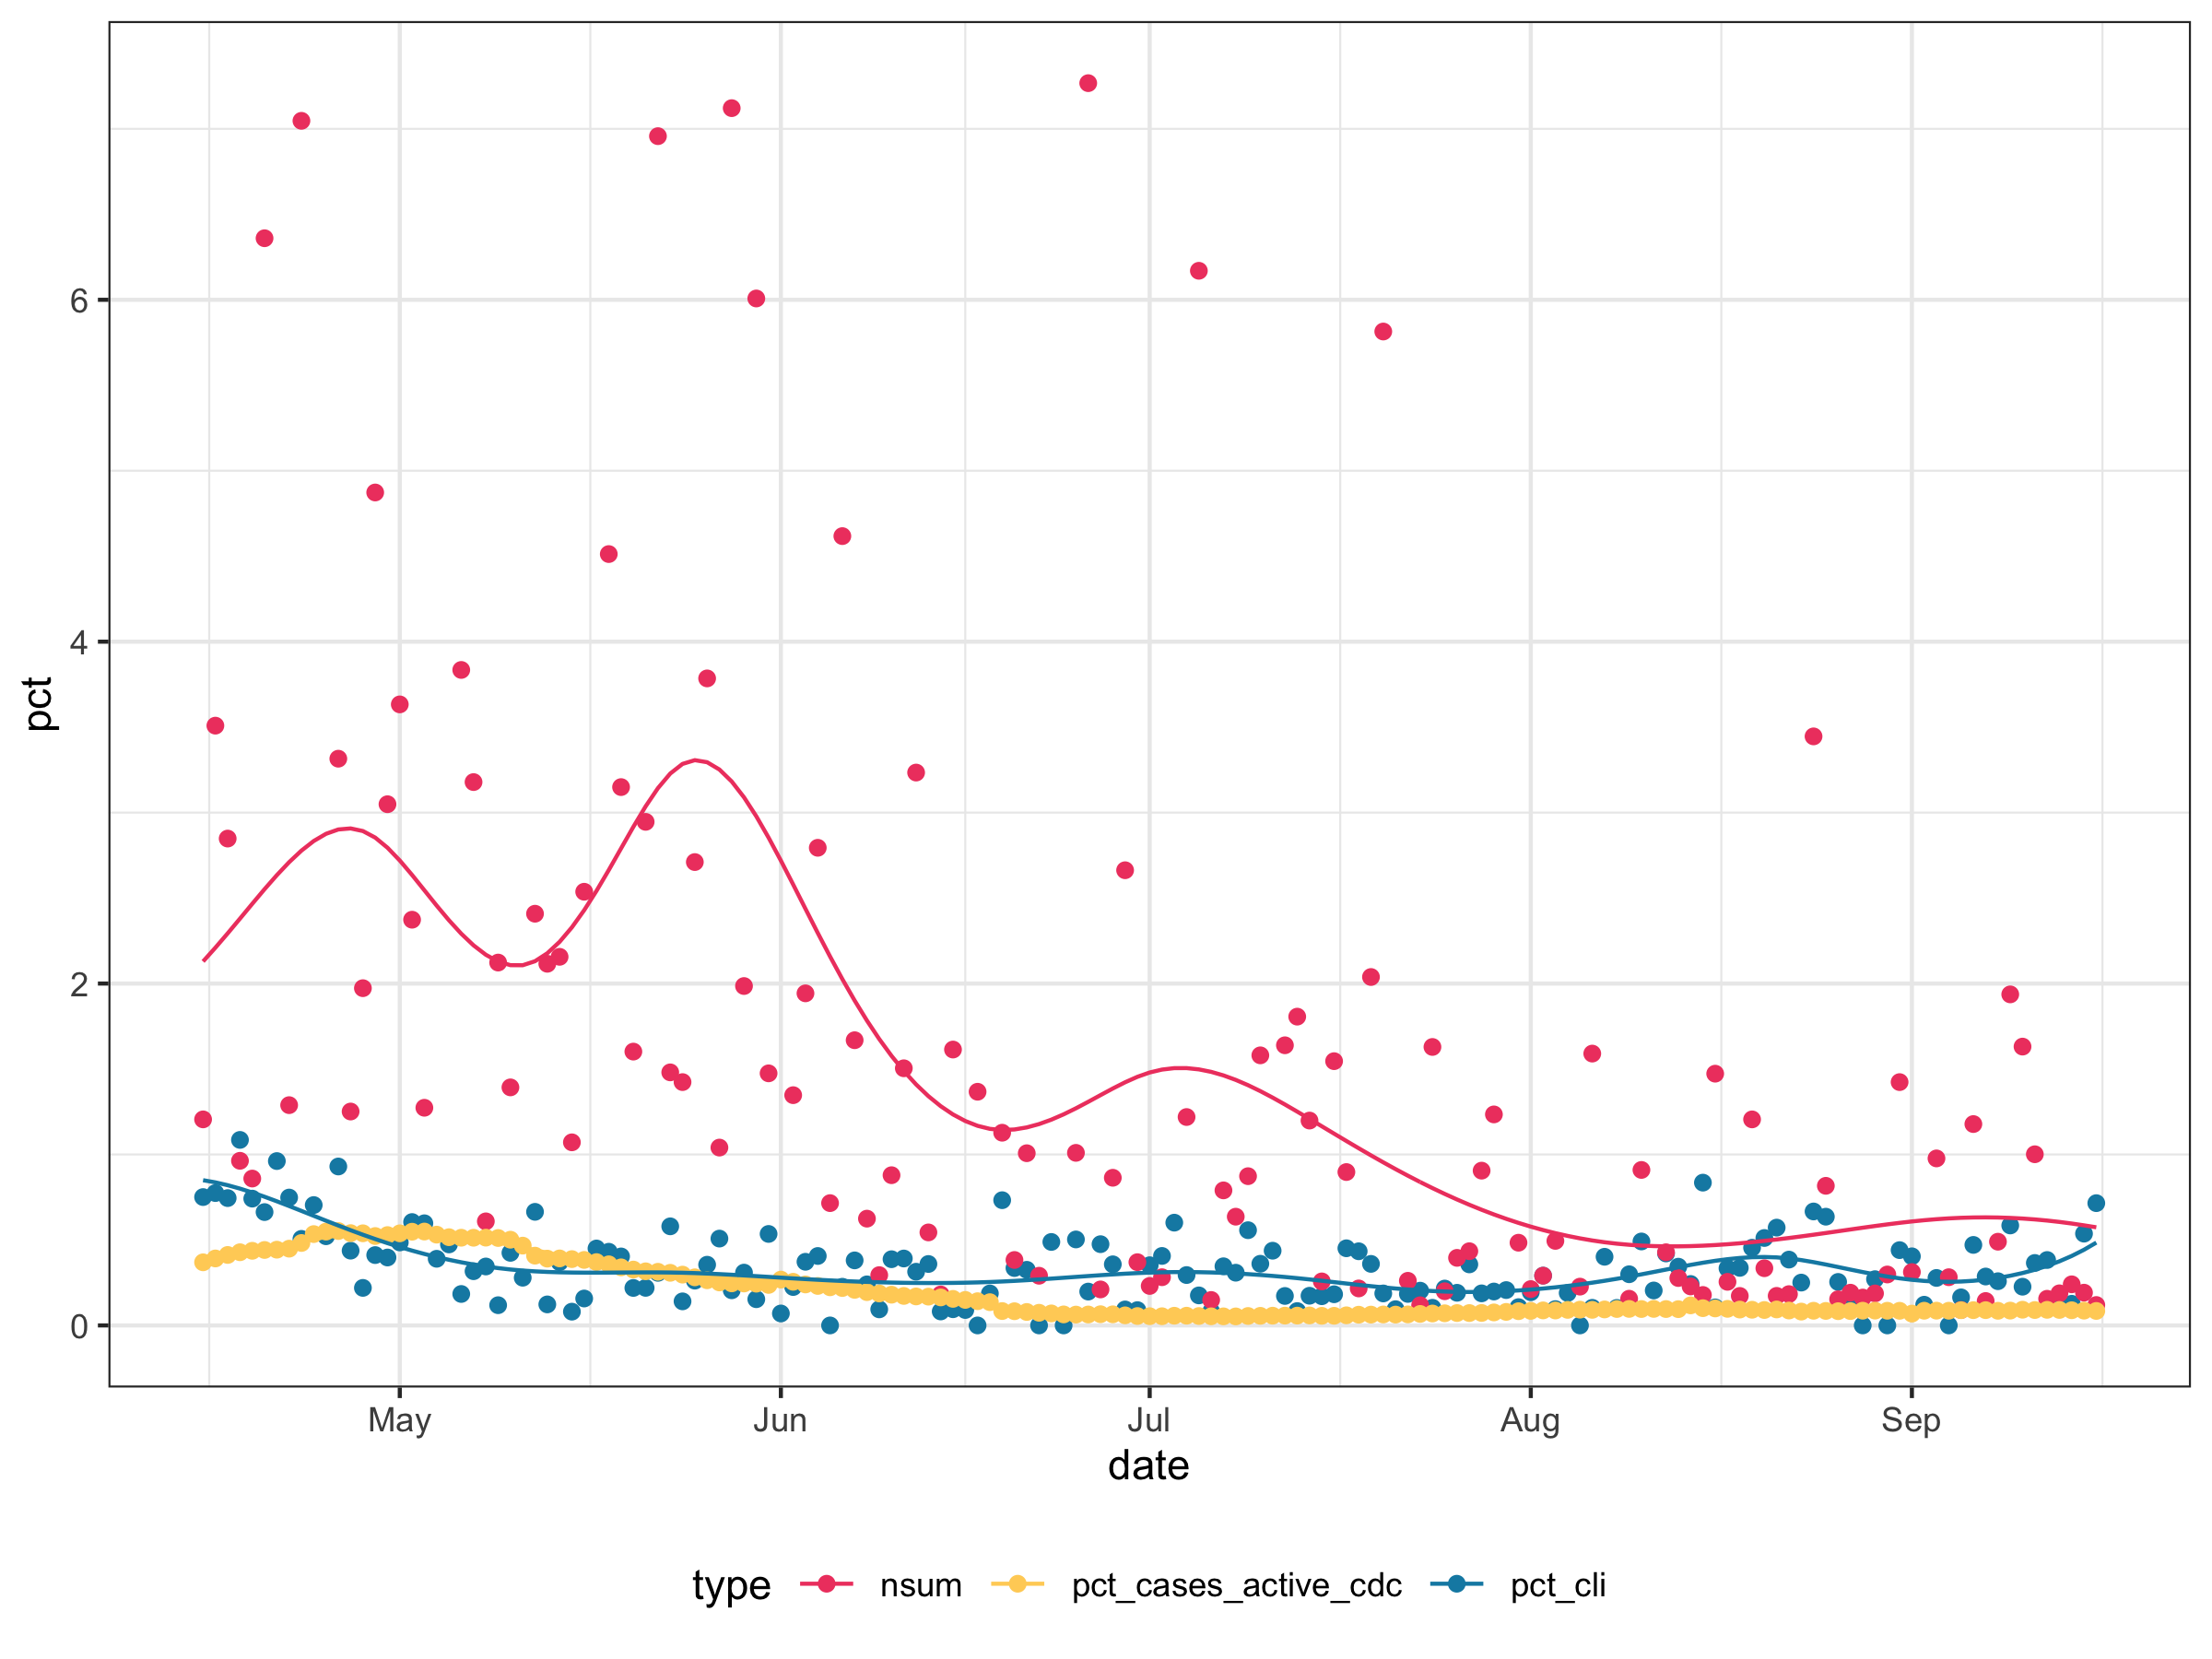 6
4
2
0
pct
May Jun Jul Aug Sep
date
type nsum pct_cases_active_cdc pct_cli